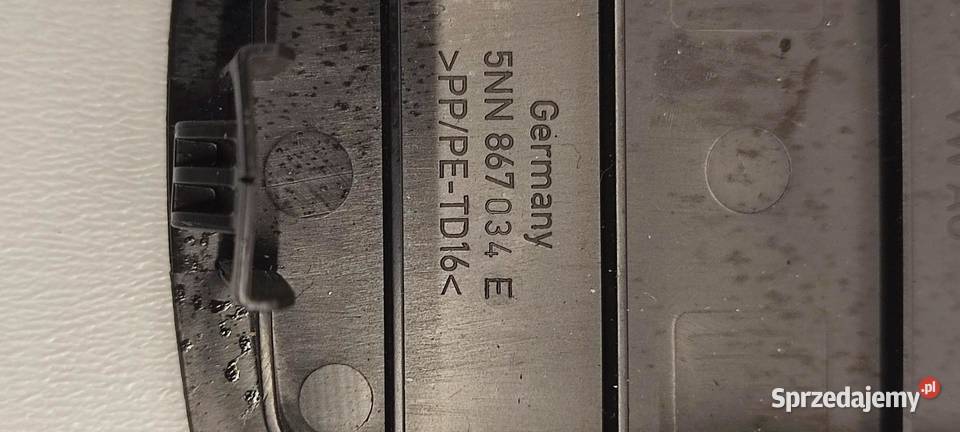 Germany
5NN 867 034 E
>PP/PE-TD16<
Sprzedajemy.pl